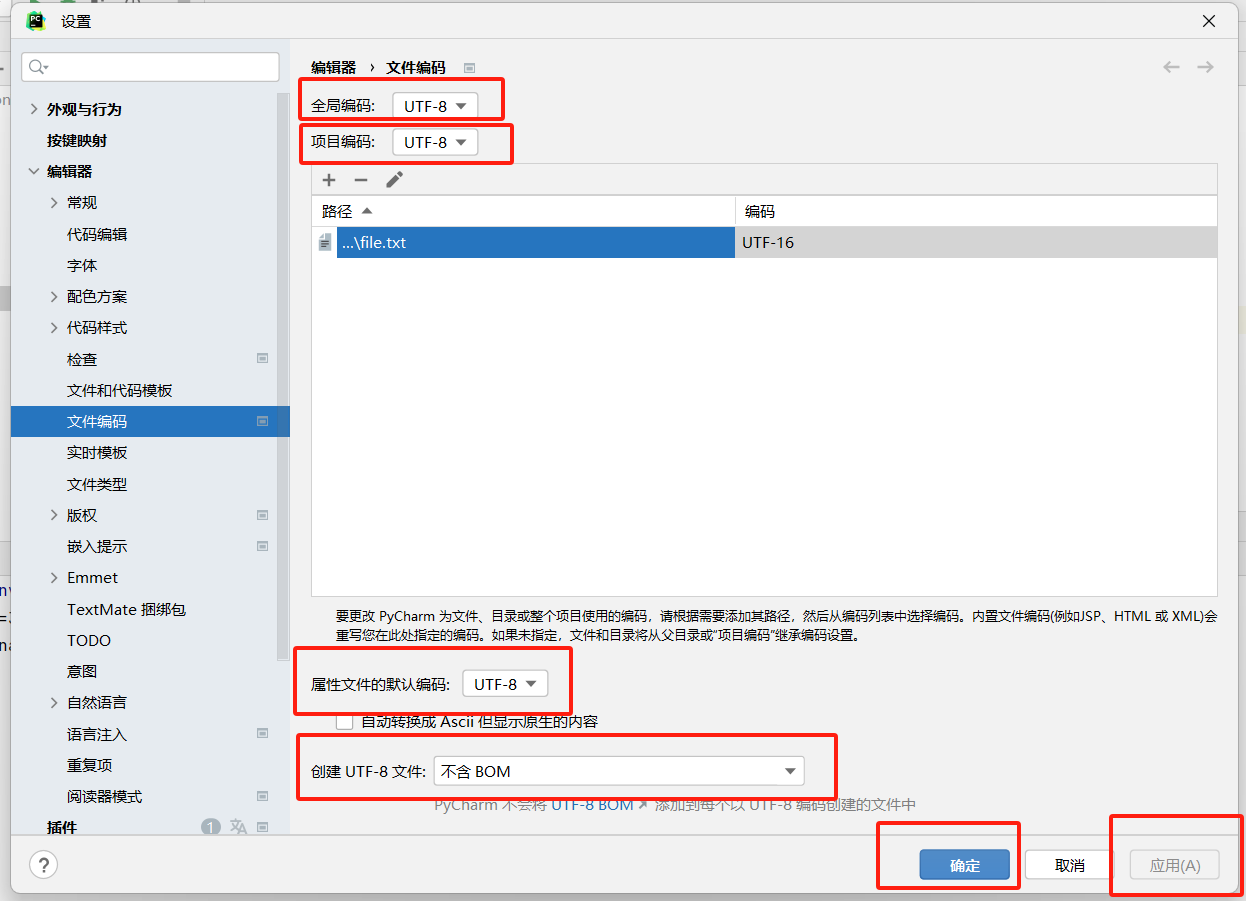 设置
编辑器 › 文件编码
全局编码: UTF-8
项目编码: UTF-8
路径 编码
...\file.txt UTF-16
要更改 PyCharm 为文件、目录或整个项目使用的编码，请根据需要添加其路径，然后从编码列表中选择编码。内置文件编码(例如JSP、HTML 或 XML)会
重写您在此处指定的编码。如果未指定，文件和目录将从父目录或"项目编码"继承编码设置。
属性文件的默认编码: UTF-8
自动转换成 Ascii 但显示原生的内容
创建 UTF-8 文件: 不含 BOM
PyCharm 不会将 UTF-8 BOM 添加到每个以 UTF-8 编码创建的文件中
外观与行为
按键映射
编辑器
常规
代码编辑
字体
配色方案
代码样式
检查
文件和代码模板
文件编码
实时模板
文件类型
版权
嵌入提示
Emmet
TextMate 捆绑包
TODO
意图
自然语言
语言注入
重复项
阅读器模式
插件 1
? 确定 取消 应用(A)